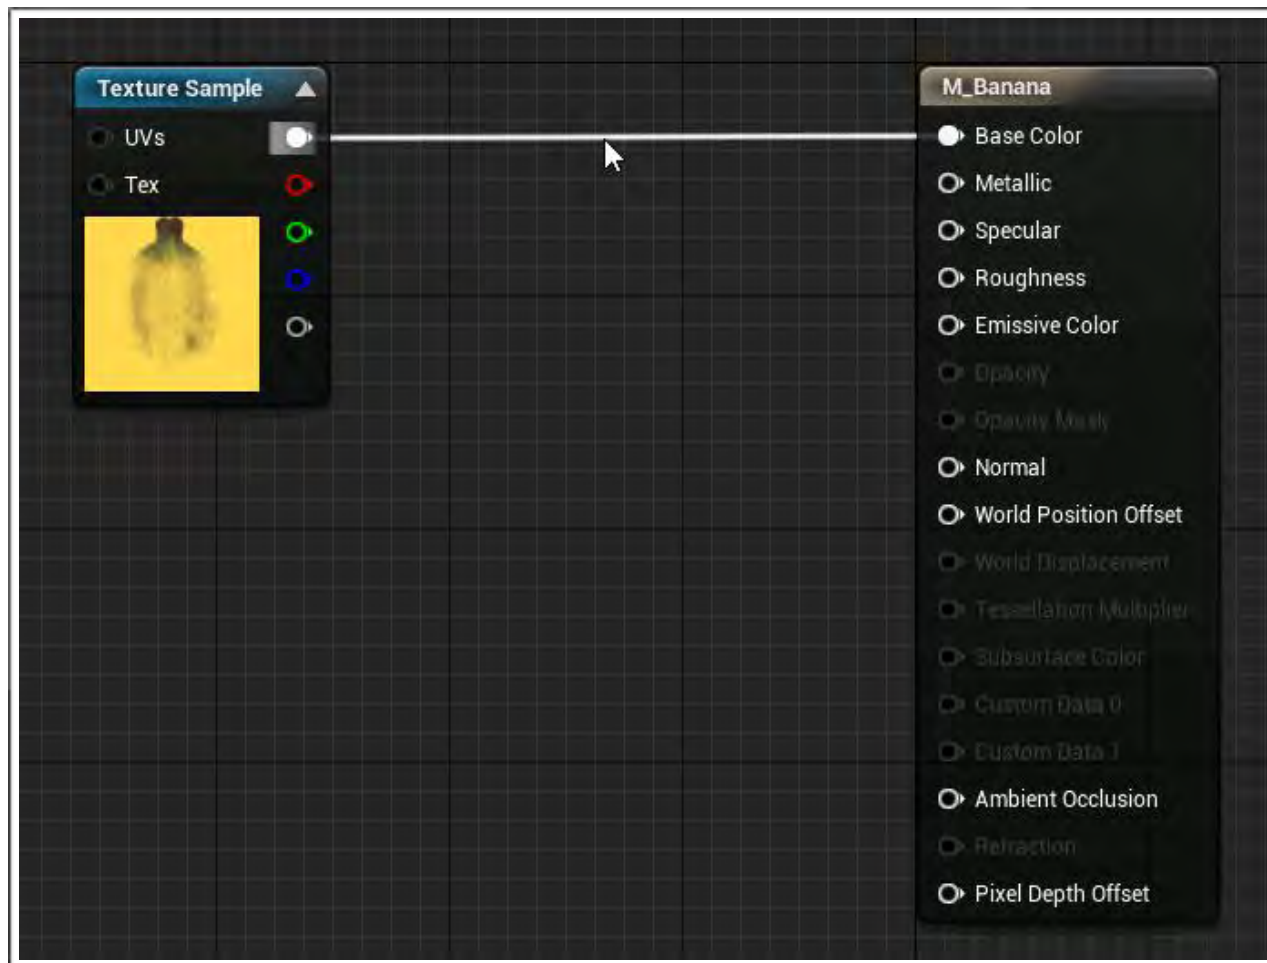 Texture Sample
UVs
Tex
M_Banana
Base Color
Metallic
Specular
Roughness
Emissive Color
Opacity
Opacity Mask
Normal
World Position Offset
World Displacement
Tessellation Multiplier
Subsurface Color
Custom Data 0
Custom Data 1
Ambient Occlusion
Refraction
Pixel Depth Offset